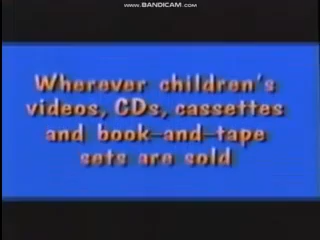 www.BANDICAM.com
Wherever children's
videos, CDs, cassettes
and book-and-tape
sets are sold